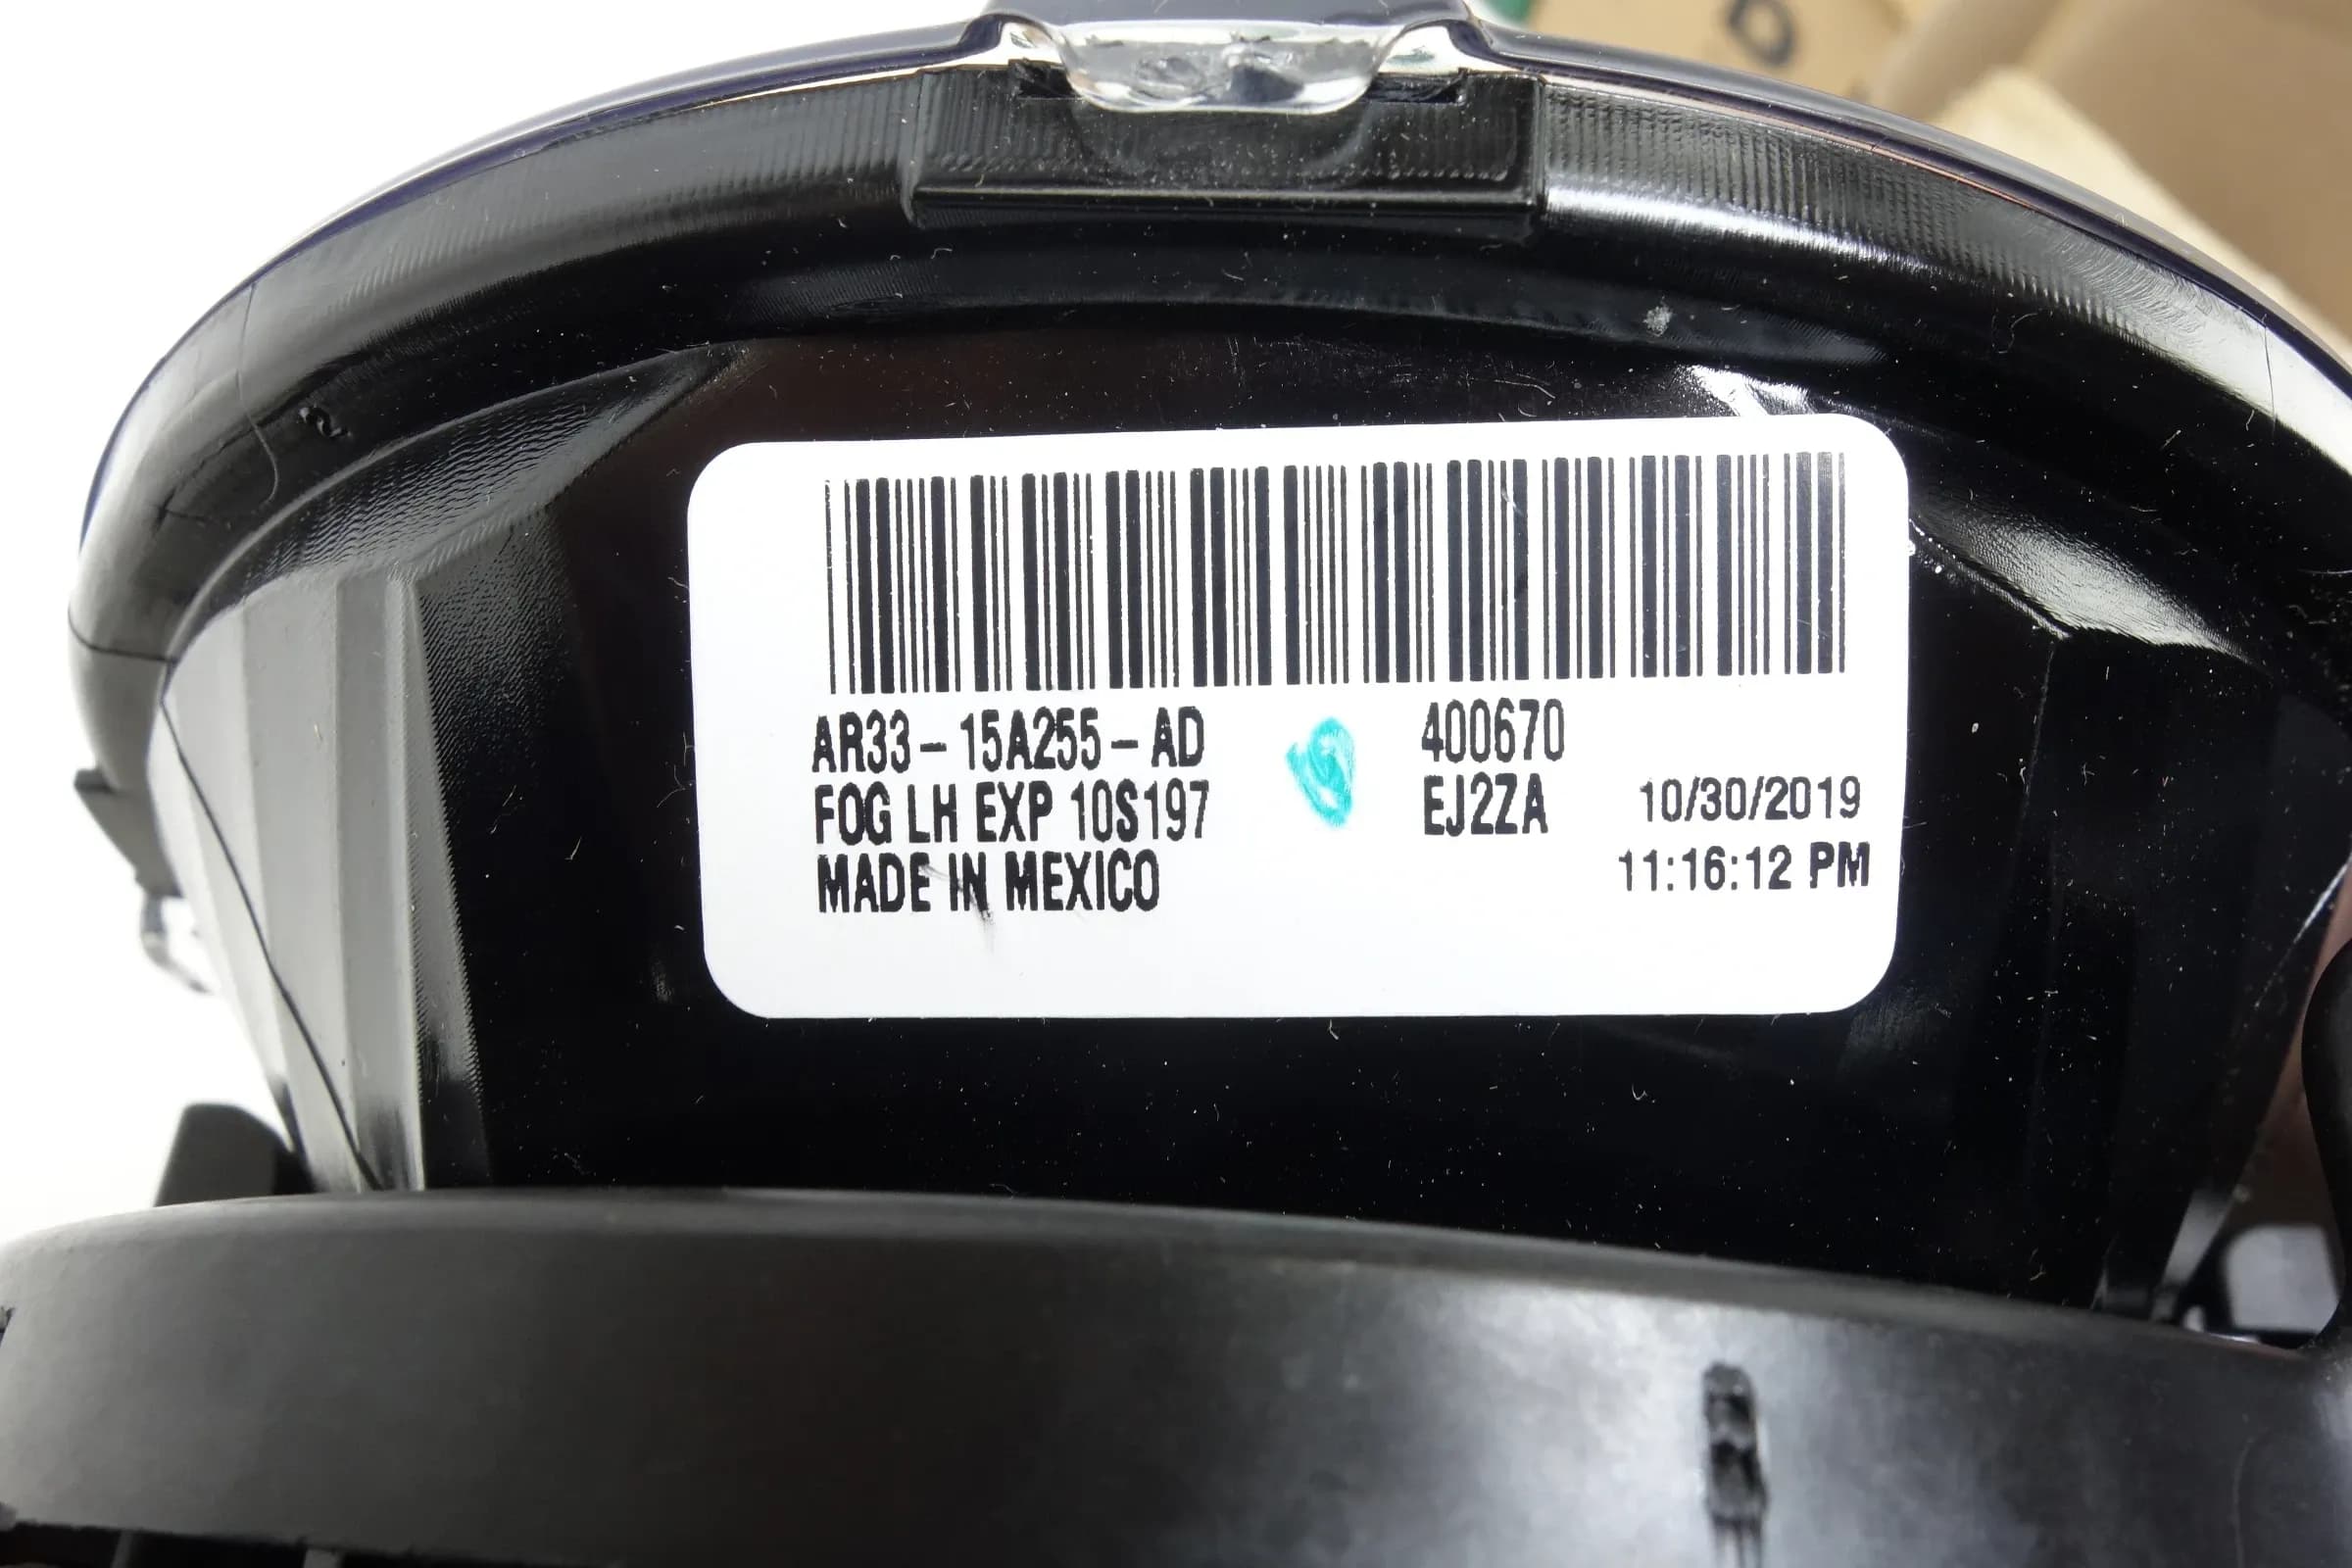 AR33-15A255-AD 400670
FOG LH EXP 10S197 EJ2ZA 10/30/2019
MADE IN MEXICO 11:16:12 PM